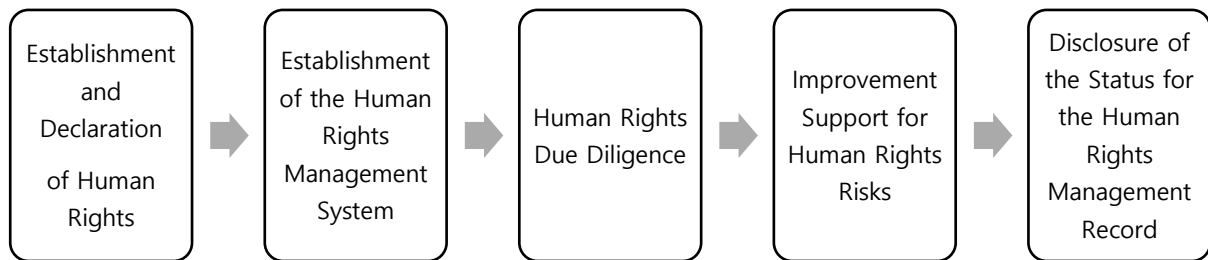 Establishment
and
Declaration
of Human
Rights
Establishment
of the Human
Rights
Management
System
Human Rights
Due Diligence
Improvement
Support for
Human Rights
Risks
Disclosure of
the Status for
the Human
Rights
Management
Record